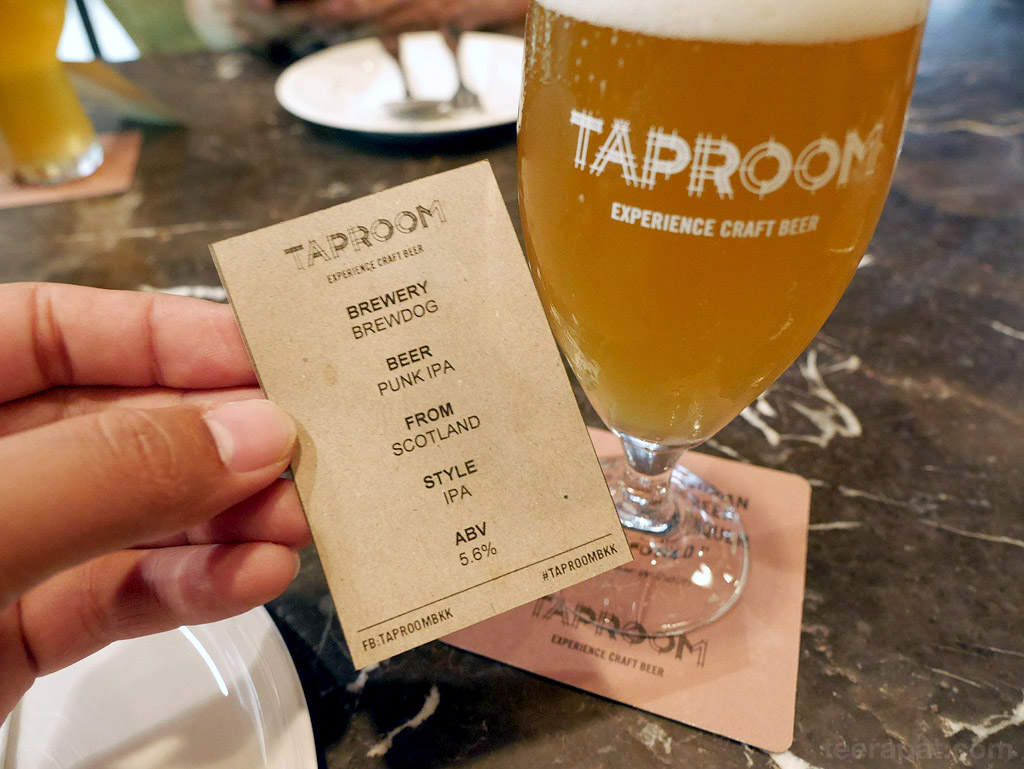 TAPROOM
EXPERIENCE CRAFT BEER
BREWERY
BREWDOG
BEER
PUNK IPA
FROM
SCOTLAND
STYLE
IPA
ABV
5.6%
FB:TAPROOMBKK
#TAPROOMBKK
TAPROOM
EXPERIENCE CRAFT BEER
TAPROOM
EXPERIENCE CRAFT BEER
teerapat.com